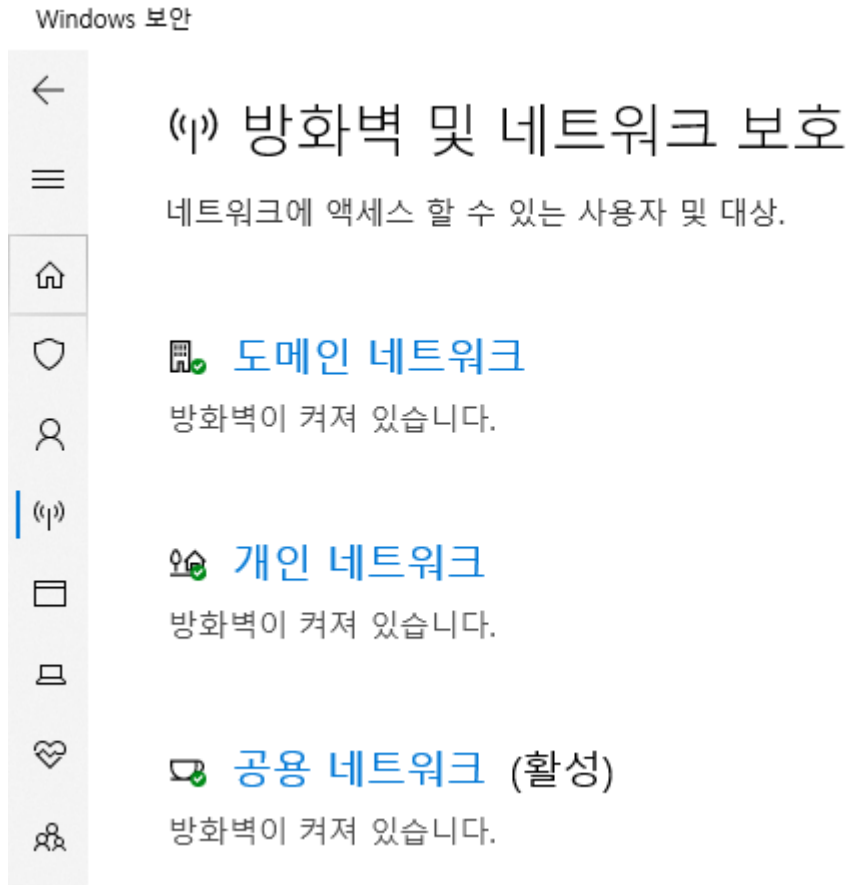 Windows 보안
방화벽 및 네트워크 보호
네트워크에 액세스 할 수 있는 사용자 및 대상.
도메인 네트워크
방화벽이 켜져 있습니다.
개인 네트워크
방화벽이 켜져 있습니다.
공용 네트워크 (활성)
방화벽이 켜져 있습니다.